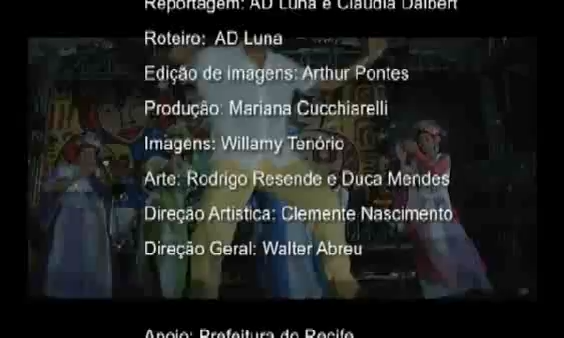 Reportagem: AD Luna e Claudia Dalbert
Roteiro: AD Luna
Edição de imagens: Arthur Pontes
Produção: Mariana Cucchiarelli
Imagens: Willamy Tenório
Arte: Rodrigo Resende e Duca Mendes
Direção Artistica: Clemente Nascimento
Direção Geral: Walter Abreu
Apoio: Prefeitura do Recife